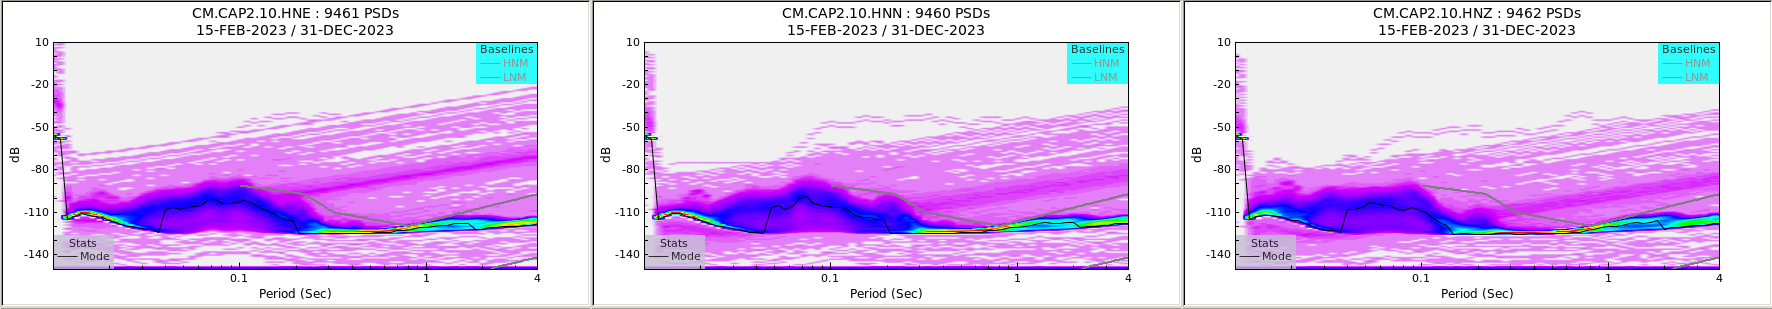 CM.CAP2.10.HNE : 9461 PSDs
15-FEB-2023 / 31-DEC-2023
10
-20
-50
-80
-110
-140
dB
Baselines
HNM
LNM
Stats
Mode
0.1
1
4
Period (Sec)
CM.CAP2.10.HNN : 9460 PSDs
15-FEB-2023 / 31-DEC-2023
10
-20
-50
-80
-110
-140
dB
Baselines
HNM
LNM
Stats
Mode
0.1
1
4
Period (Sec)
CM.CAP2.10.HNZ : 9462 PSDs
15-FEB-2023 / 31-DEC-2023
10
-20
-50
-80
-110
-140
dB
Baselines
HNM
LNM
Stats
Mode
0.1
1
4
Period (Sec)